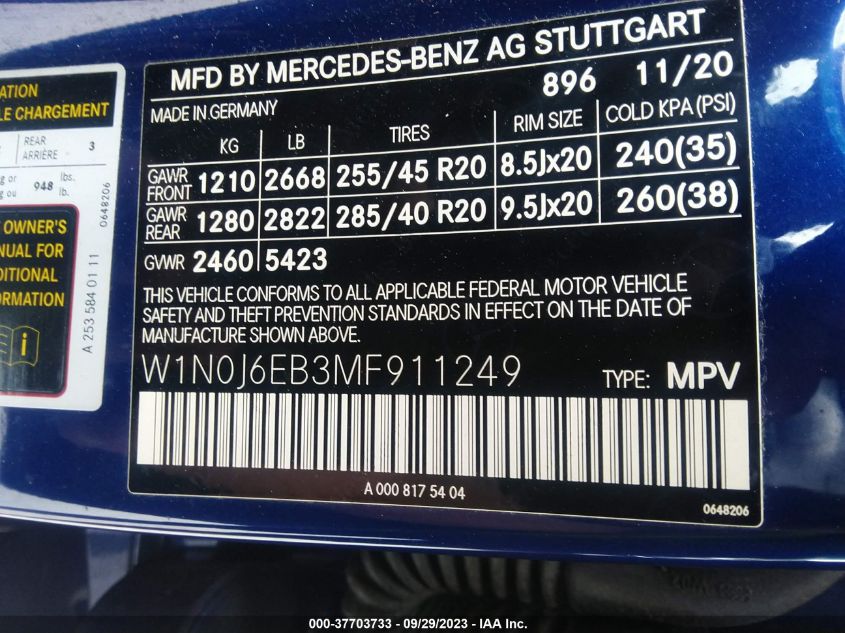 ATION
LE CHARGEMENT
REAR
ARRIÈRE
3
g or
g ou
948
lbs.
lb.
0648206
OWNER'S
NUAL FOR
DITIONAL
ORMATION
i
A 253 584 01 11
MFD BY MERCEDES-BENZ AG STUTTGART
MADE IN GERMANY
896 11/20
KG LB TIRES RIM SIZE COLD KPA (PSI)
GAWR FRONT 1210 2668 255/45 R20 8.5Jx20 240(35)
GAWR REAR 1280 2822 285/40 R20 9.5Jx20 260(38)
GVWR 2460 5423
THIS VEHICLE CONFORMS TO ALL APPLICABLE FEDERAL MOTOR VEHICLE
SAFETY AND THEFT PREVENTION STANDARDS IN EFFECT ON THE DATE OF
MANUFACTURE SHOWN ABOVE.
W1N0J6EB3MF911249 TYPE: MPV
A 000 817 54 04
0648206
000-37703733 - 09/29/2023 - IAA Inc.